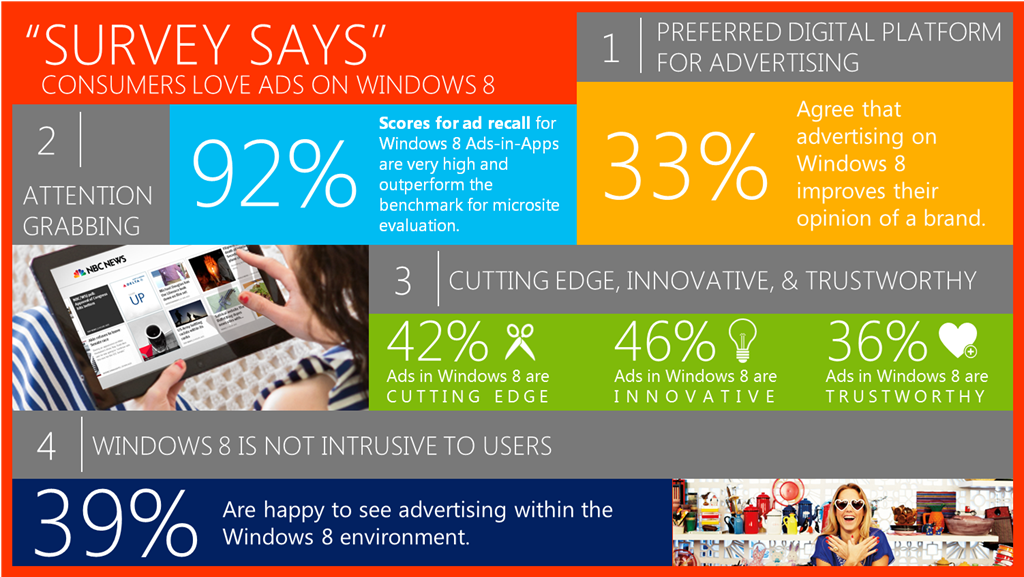 “SURVEY SAYS”
CONSUMERS LOVE ADS ON WINDOWS 8
1
PREFERRED DIGITAL PLATFORM
FOR ADVERTISING
33%
Agree that
advertising on
Windows 8
improves their
opinion of a brand.
2
ATTENTION
GRABBING
92%
Scores for ad recall for
Windows 8 Ads-in-Apps
are very high and
outperform the
benchmark for microsite
evaluation.
NBC NEWS
DELTA
UP
3
CUTTING EDGE, INNOVATIVE, & TRUSTWORTHY
42%
Ads in Windows 8 are
CUTTING EDGE
46%
Ads in Windows 8 are
INNOVATIVE
36%
Ads in Windows 8 are
TRUSTWORTHY
4
WINDOWS 8 IS NOT INTRUSIVE TO USERS
39%
Are happy to see advertising within the
Windows 8 environment.